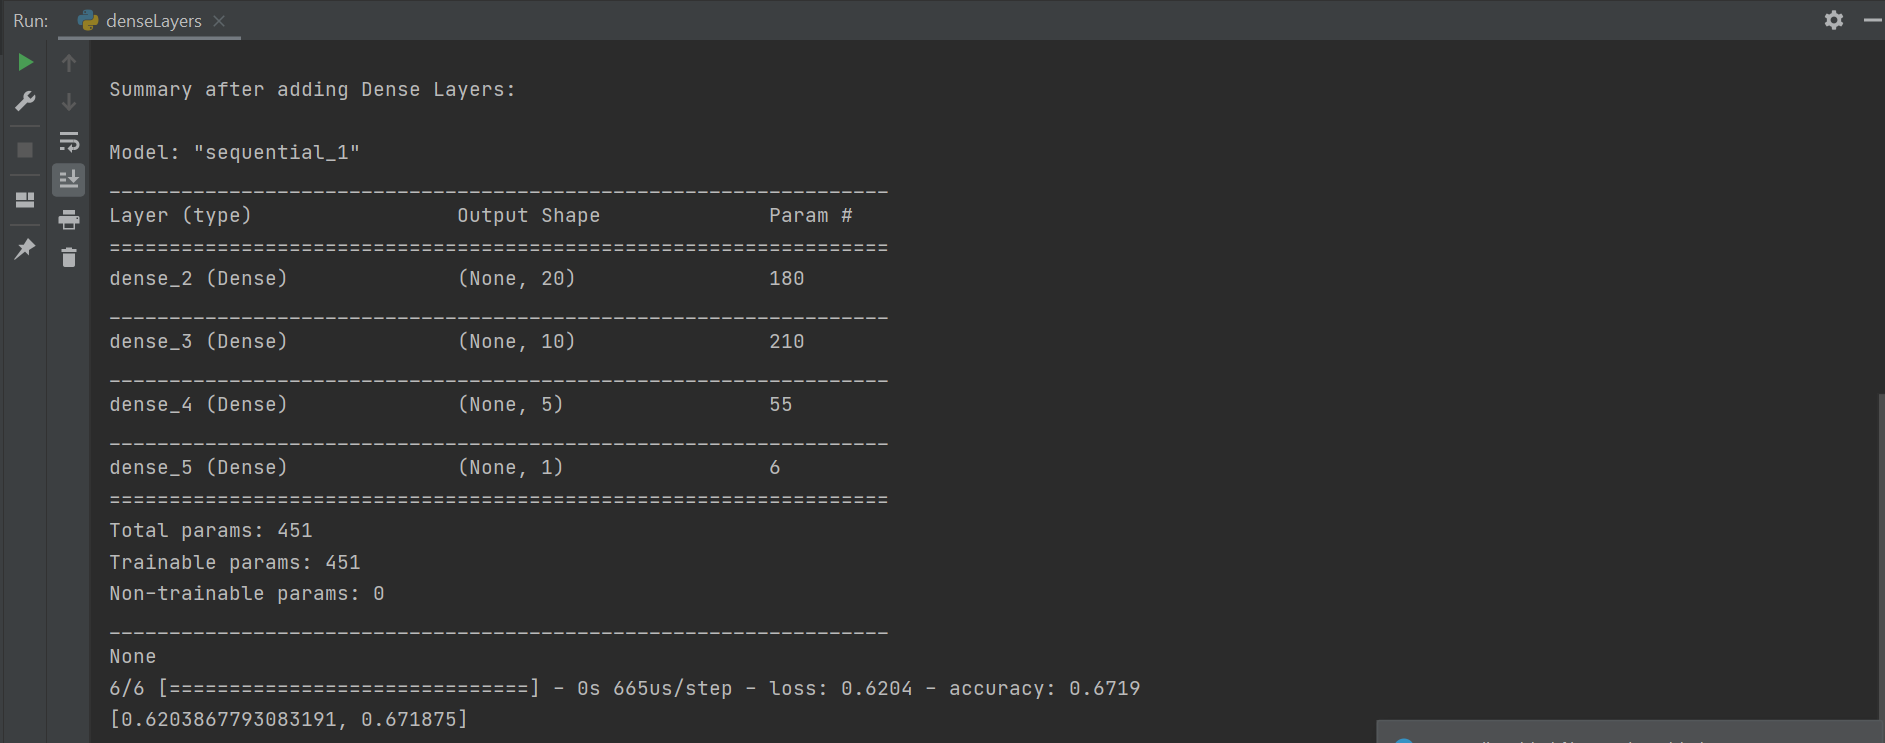 Run: denseLayers
Summary after adding Dense Layers:
Model: "sequential_1"
_________________________________________________________________
Layer (type) Output Shape Param #
=================================================================
dense_2 (Dense) (None, 20) 180
_________________________________________________________________
dense_3 (Dense) (None, 10) 210
_________________________________________________________________
dense_4 (Dense) (None, 5) 55
_________________________________________________________________
dense_5 (Dense) (None, 1) 6
=================================================================
Total params: 451
Trainable params: 451
Non-trainable params: 0
_________________________________________________________________
None
6/6 [==============================] - 0s 665us/step - loss: 0.6204 - accuracy: 0.6719
[0.6203867793083191, 0.671875]